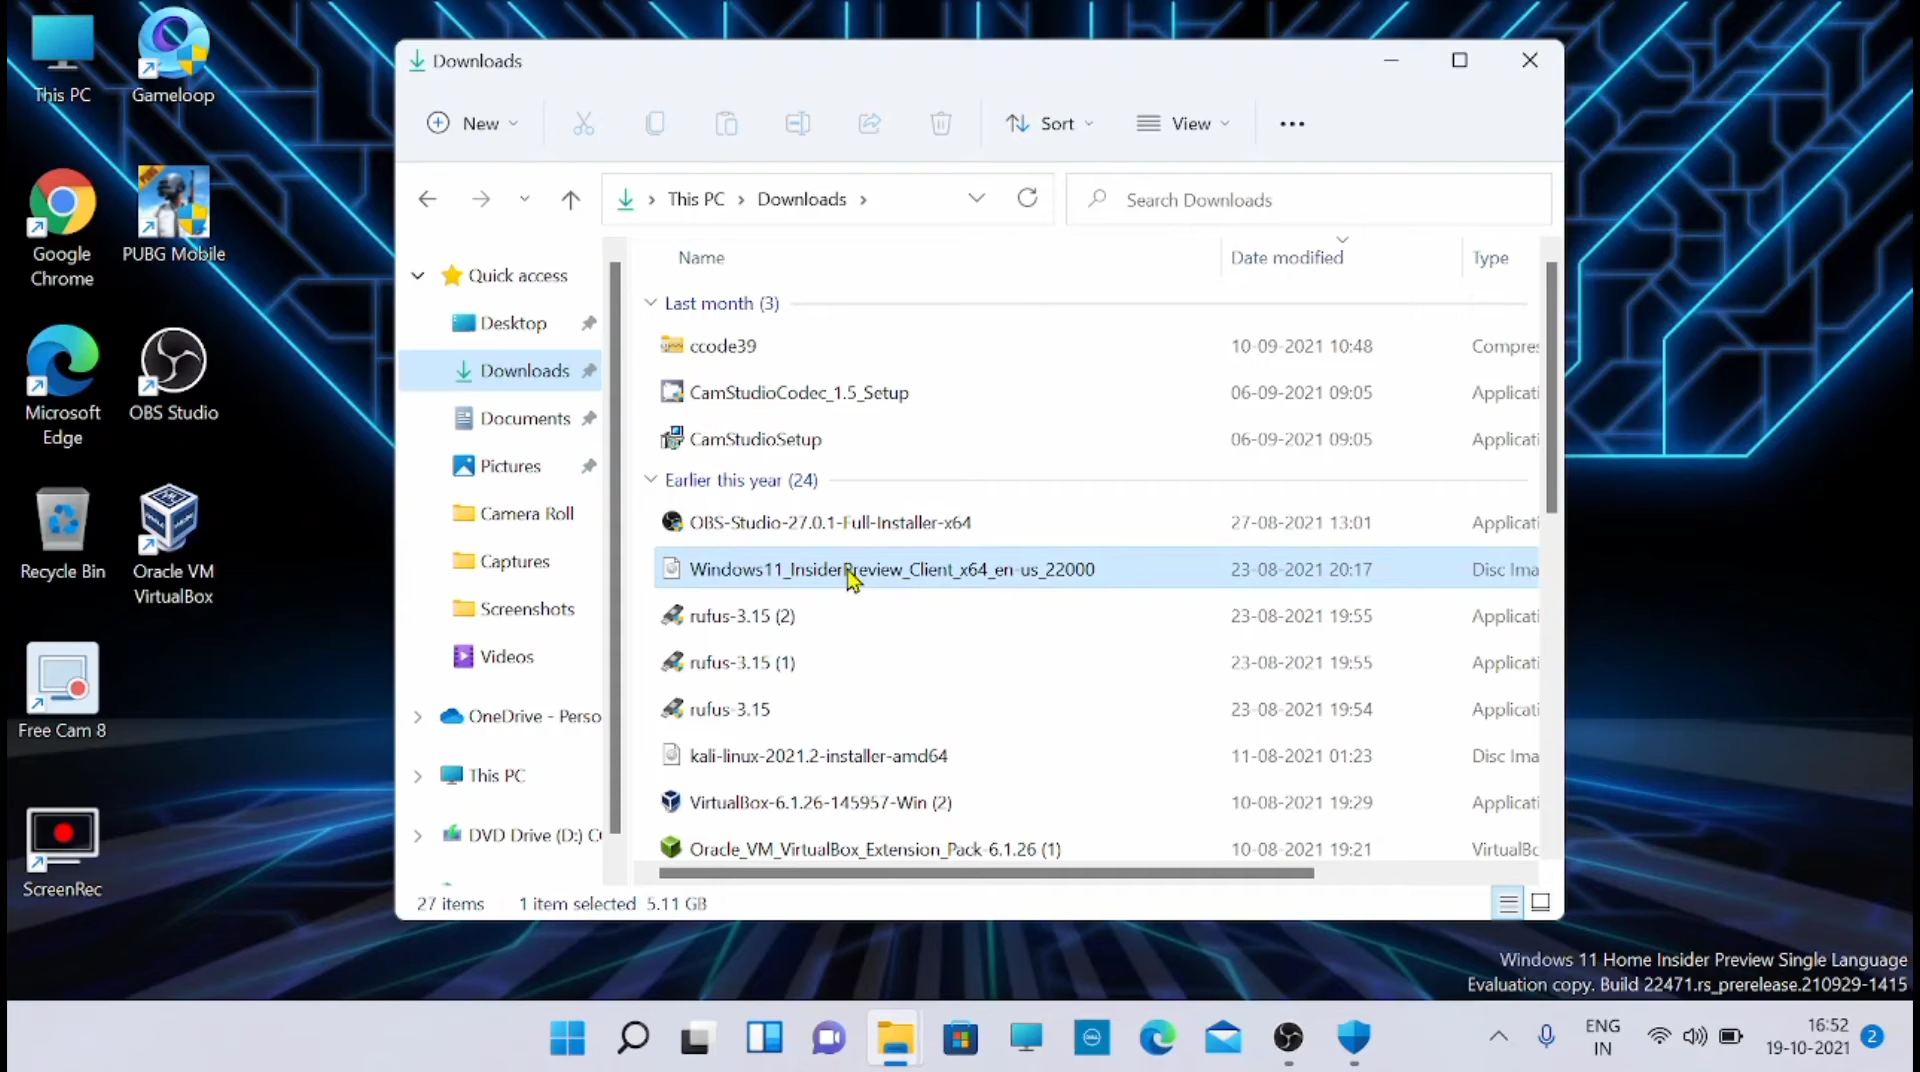 This PC
Gameloop
Google
Chrome
PUBG Mobile
Microsoft
Edge
OBS Studio
Recycle Bin
Oracle VM
VirtualBox
Free Cam 8
ScreenRec
Downloads
New
Sort
View
This PC
Downloads
Search Downloads
Quick access
Desktop
Downloads
Documents
Pictures
Camera Roll
Captures
Screenshots
Videos
OneDrive - Perso
This PC
DVD Drive (D:) C
Name
Date modified
Type
Last month (3)
ccode39 10-09-2021 10:48 Compres
CamStudioCodec_1.5_Setup 06-09-2021 09:05 Applicati
CamStudioSetup 06-09-2021 09:05 Applicati
Earlier this year (24)
OBS-Studio-27.0.1-Full-Installer-x64 27-08-2021 13:01 Applicati
Windows11_InsiderPreview_Client_x64_en-us_22000 23-08-2021 20:17 Disc Ima
rufus-3.15 (2) 23-08-2021 19:55 Applicati
rufus-3.15 (1) 23-08-2021 19:55 Applicati
rufus-3.15 23-08-2021 19:54 Applicati
kali-linux-2021.2-installer-amd64 11-08-2021 01:23 Disc Ima
VirtualBox-6.1.26-145957-Win (2) 10-08-2021 19:29 Applicati
Oracle_VM_VirtualBox_Extension_Pack-6.1.26 (1) 10-08-2021 19:21 VirtualBo
27 items 1 item selected 5.11 GB
Windows 11 Home Insider Preview Single Language
Evaluation copy. Build 22471.rs_prerelease.210929-1415
ENG
IN
16:52
19-10-2021
2